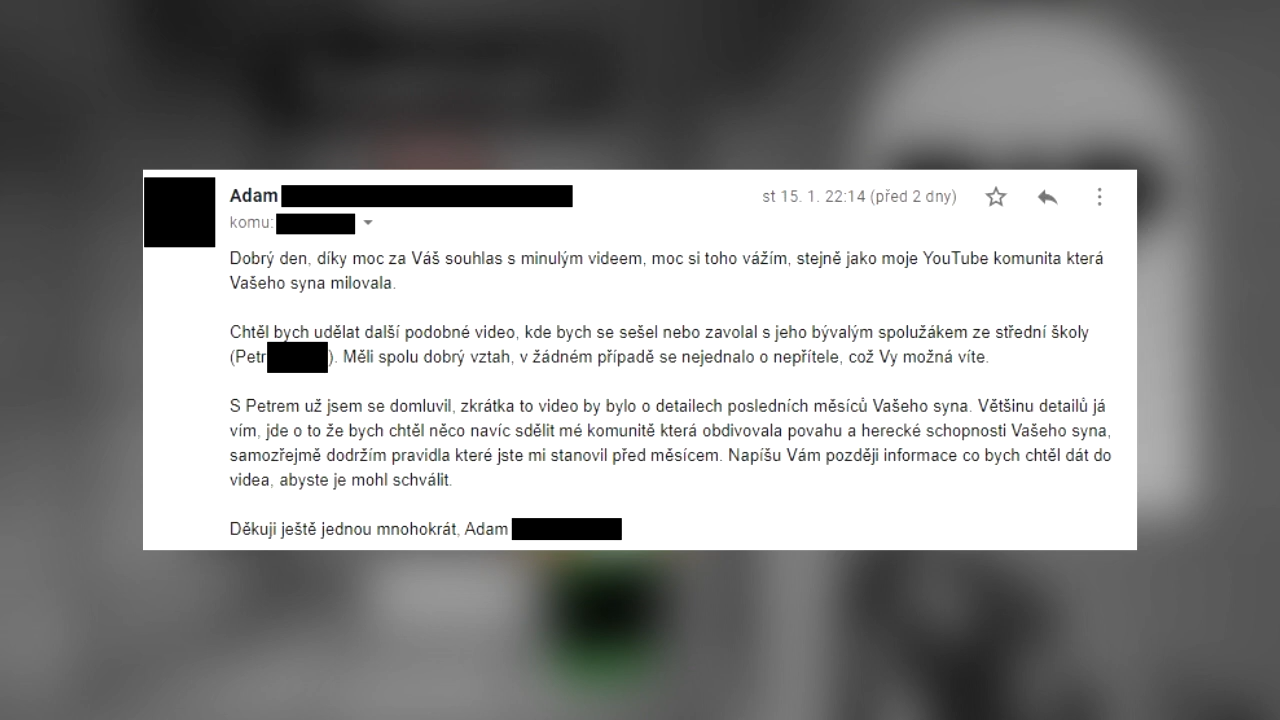 Adam
st 15. 1. 22:14 (před 2 dny)
komu:
Dobrý den, díky moc za Váš souhlas s minulým videem, moc si toho vážím, stejně jako moje YouTube komunita která
Vašeho syna milovala.
Chtěl bych udělat další podobné video, kde bych se sešel nebo zavolal s jeho bývalým spolužákem ze střední školy
(Petr ). Měli spolu dobrý vztah, v žádném případě se nejednalo o nepřítele, což Vy možná víte.
S Petrem už jsem se domluvil, zkrátka to video by bylo o detailech posledních měsíců Vašeho syna. Většinu detailů já
vím, jde o to že bych chtěl něco navíc sdělit mé komunitě která obdivovala povahu a herecké schopnosti Vašeho syna,
samozřejmě dodržím pravidla které jste mi stanovil před měsícem. Napíšu Vám později informace co bych chtěl dát do
videa, abyste je mohl schválit.
Děkuji ještě jednou mnohokrát, Adam